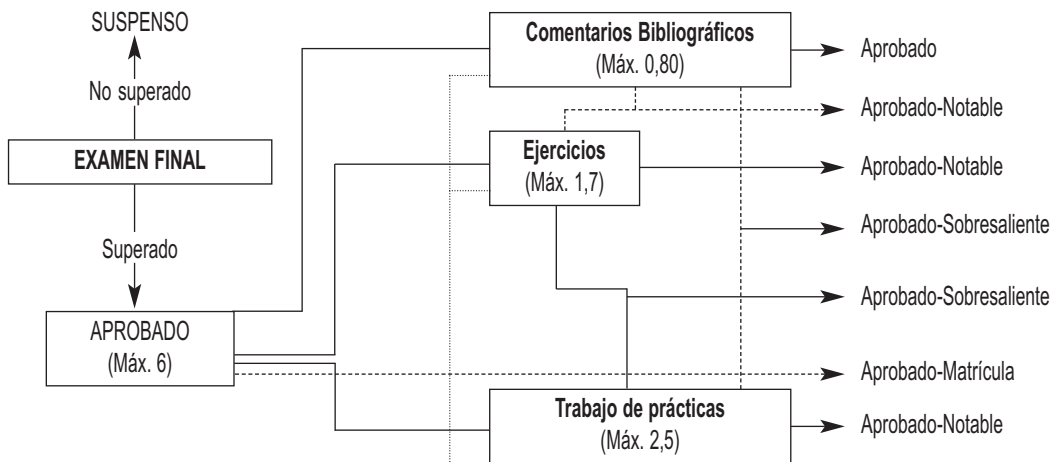 SUSPENSO
No superado
EXAMEN FINAL
Superado
APROBADO
(Máx. 6)
Comentarios Bibliográficos
(Máx. 0,80)
Ejercicios
(Máx. 1,7)
Trabajo de prácticas
(Máx. 2,5)
Aprobado
Aprobado-Notable
Aprobado-Notable
Aprobado-Sobresaliente
Aprobado-Sobresaliente
Aprobado-Matrícula
Aprobado-Notable